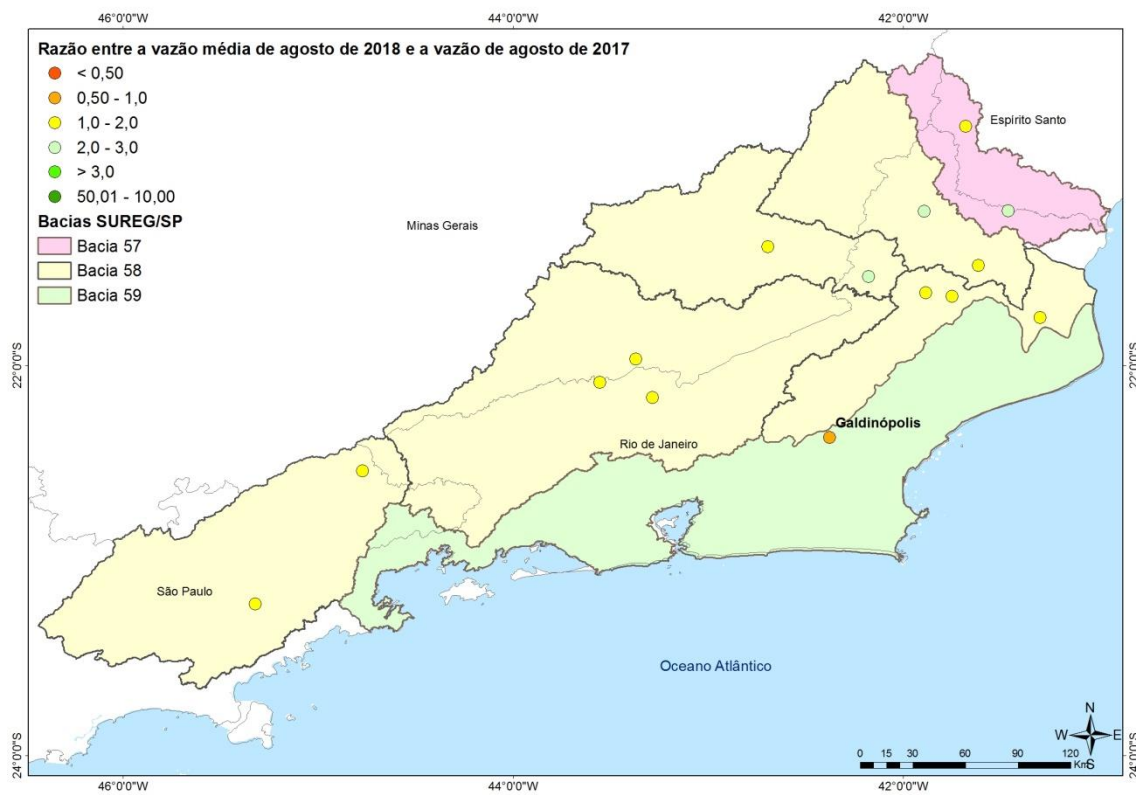 46°0'0"W 44°0'0"W 42°0'0"W
Razão entre a vazão média de agosto de 2018 e a vazão de agosto de 2017
< 0,50
0,50 - 1,0
1,0 - 2,0
2,0 - 3,0
> 3,0
50,01 - 10,00
Bacias SUREG/SP
Bacia 57
Bacia 58
Bacia 59
Espírito Santo
Minas Gerais
22°0'0"S 22°0'0"S
Galdinópolis
Rio de Janeiro
São Paulo
Oceano Atlântico
N
W E
S
0 15 30 60 90 120
Km
24°0'0"S 24°0'0"S
46°0'0"W 44°0'0"W 42°0'0"W